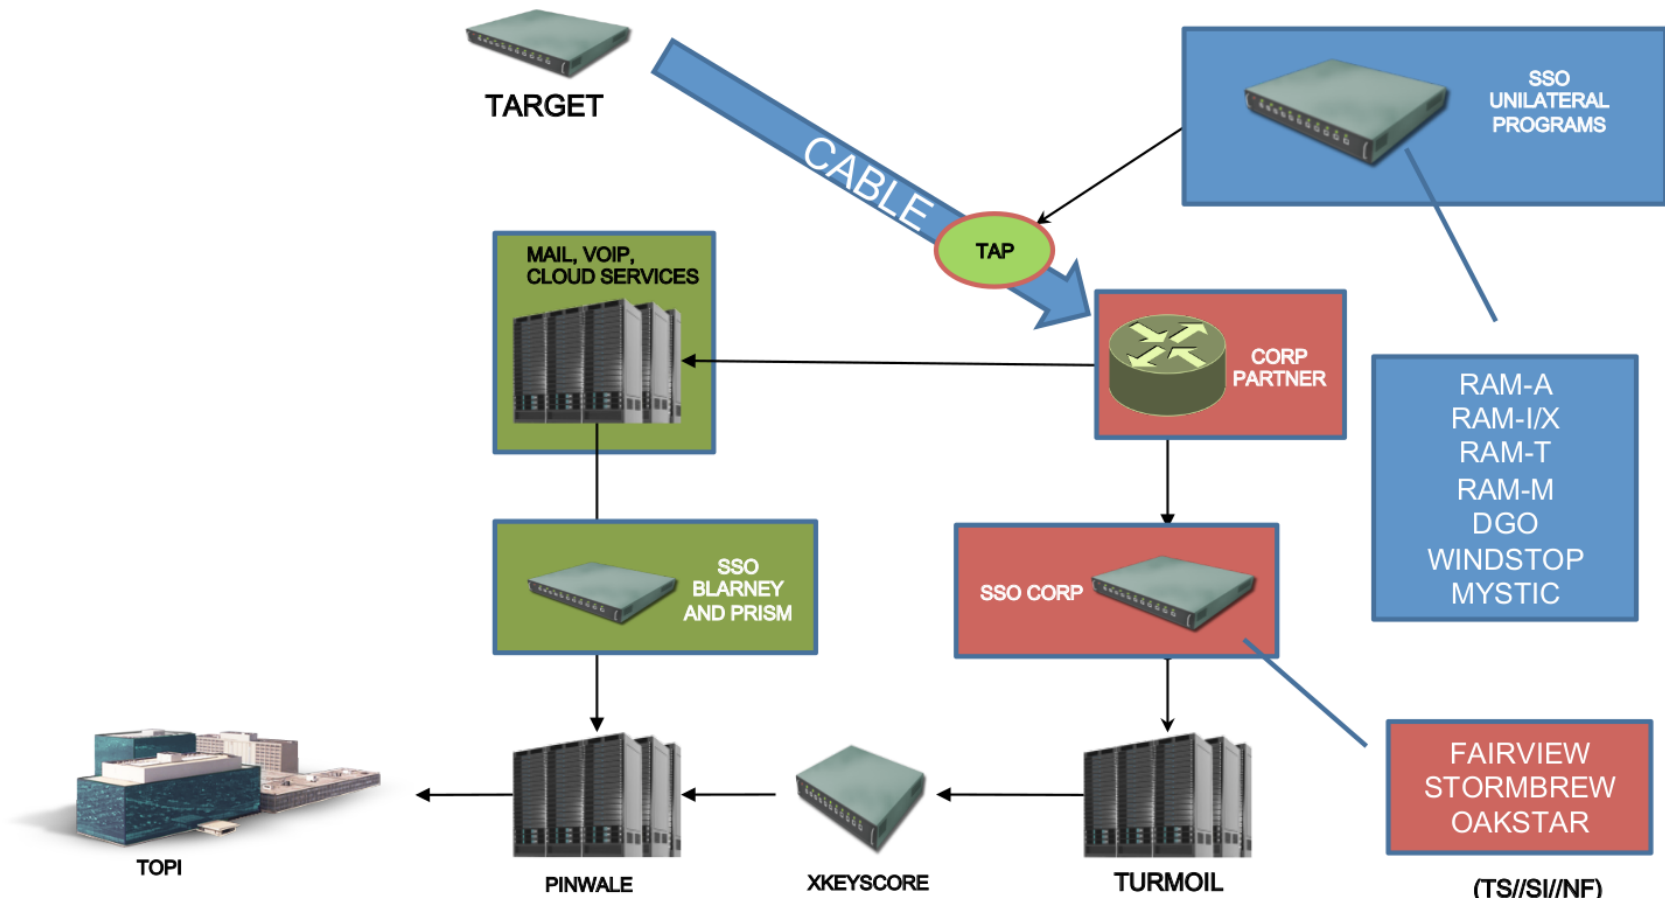 TARGET
SSO
UNILATERAL
PROGRAMS
CABLE
TAP
MAIL, VOIP,
CLOUD SERVICES
CORP
PARTNER
RAM-A
RAM-I/X
RAM-T
RAM-M
DGO
WINDSTOP
MYSTIC
SSO
BLARNEY
AND PRISM
SSO CORP
FAIRVIEW
STORMBREW
OAKSTAR
TOPI
PINWALE
XKEYSCORE
TURMOIL
(TS//SI//NF)